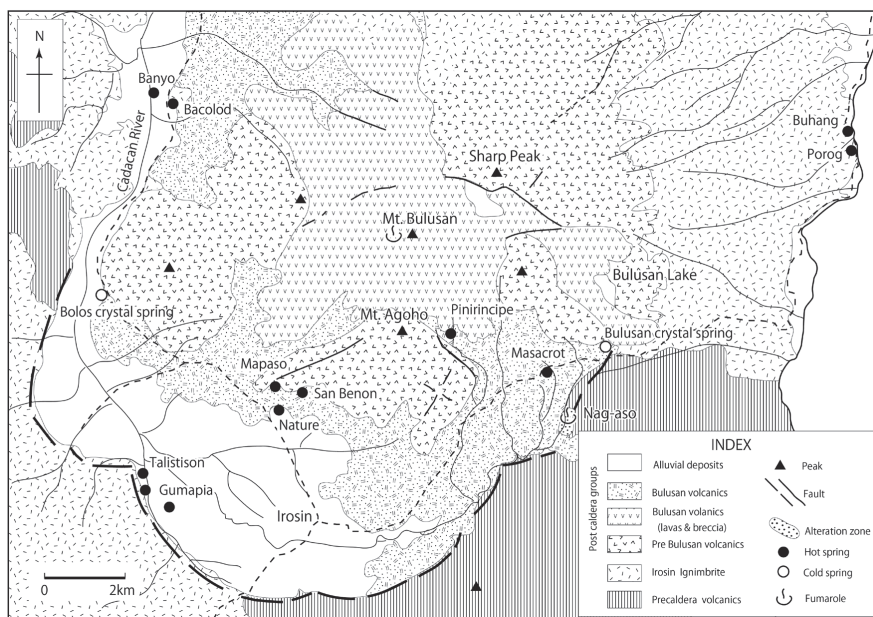 N
Banyo
Bacolod
Cadacan River
Buhang
Porog
Sharp Peak
Mt. Bulusan
Bulusan Lake
Bolos crystal spring
Mt. Agoho
Pinirincipe
Bulusan crystal spring
Mapaso
Masacrot
San Benon
Nature
Nag-aso
Talistison
Gumapia
Irosin
0 2km
INDEX
Post caldera groups
Alluvial deposits
Bulusan volcanics
Bulusan volanics
(lavas & breccia)
Pre Bulusan volcanics
Irosin Ignimbrite
Precaldera volcanics
Peak
Fault
Alteration zone
Hot spring
Cold spring
Fumarole